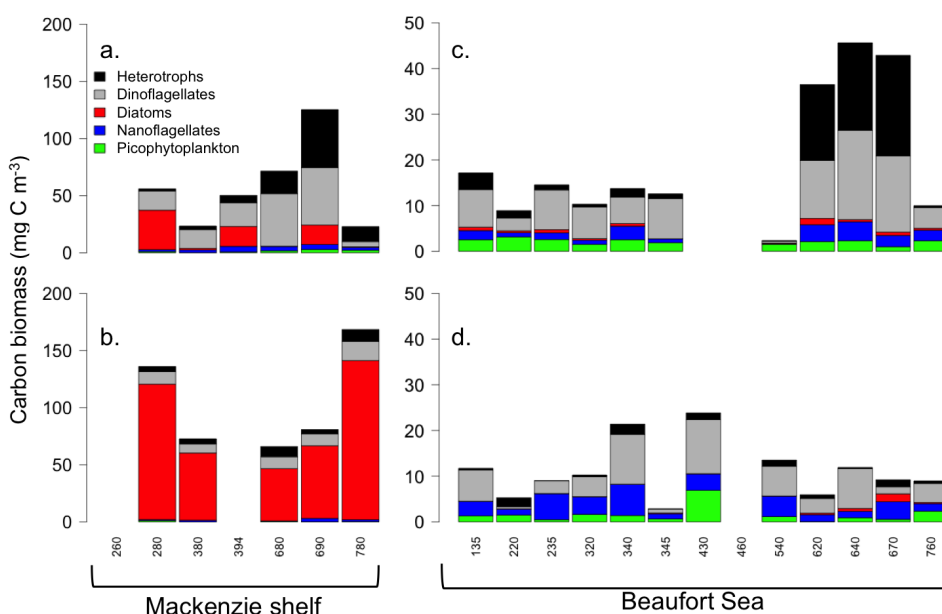 a.
Heterotrophs
Dinoflagellates
Diatoms
Nanoflagellates
Picophytoplankton
200
150
100
50
0
c.
50
40
30
20
10
0
b.
200
150
100
50
0
d.
50
40
30
20
10
0
Carbon biomass (mg C m-3)
260 280 380 394 680 690 780
135 220 235 320 340 345 430 460 540 620 640 670 760
Mackenzie shelf
Beaufort Sea